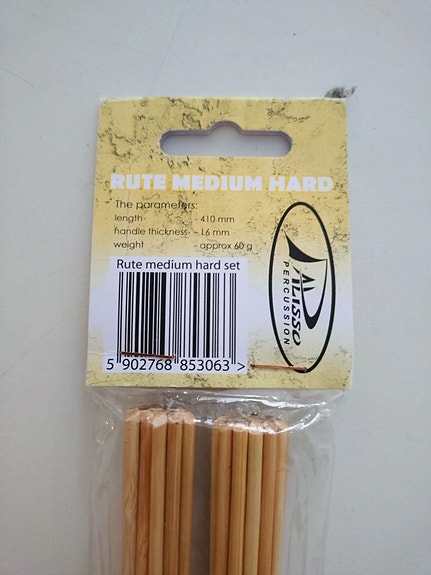 RUTE MEDIUM HARD
The parameters:
length - 410 mm
handle thickness - 16 mm
weight - approx 60 g
Rute medium hard set
5 902768 853063 >
PALISSO
PERCUSSION